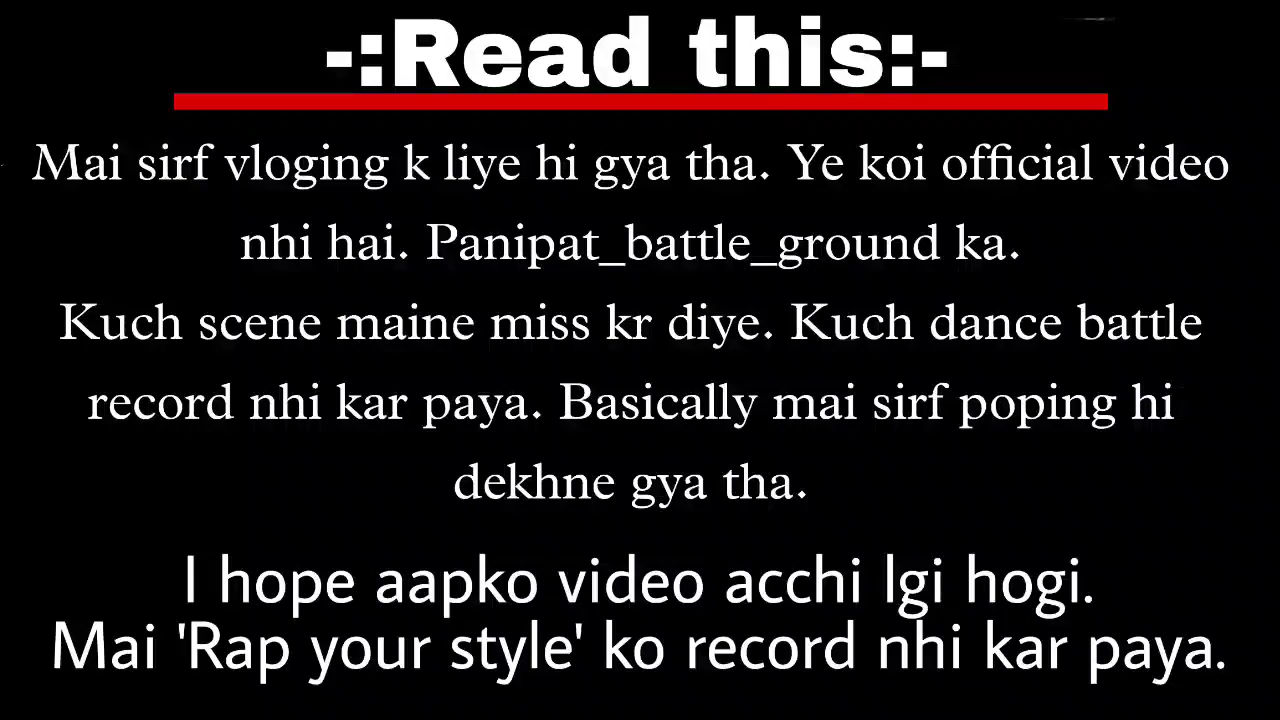 -:Read this:-
Mai sirf vloging k liye hi gya tha. Ye koi official video
nhi hai. Panipat_battle_ground ka.
Kuch scene maine miss kr diye. Kuch dance battle
record nhi kar paya. Basically mai sirf poping hi
dekhne gya tha.
I hope aapko video acchi lgi hogi.
Mai 'Rap your style' ko record nhi kar paya.